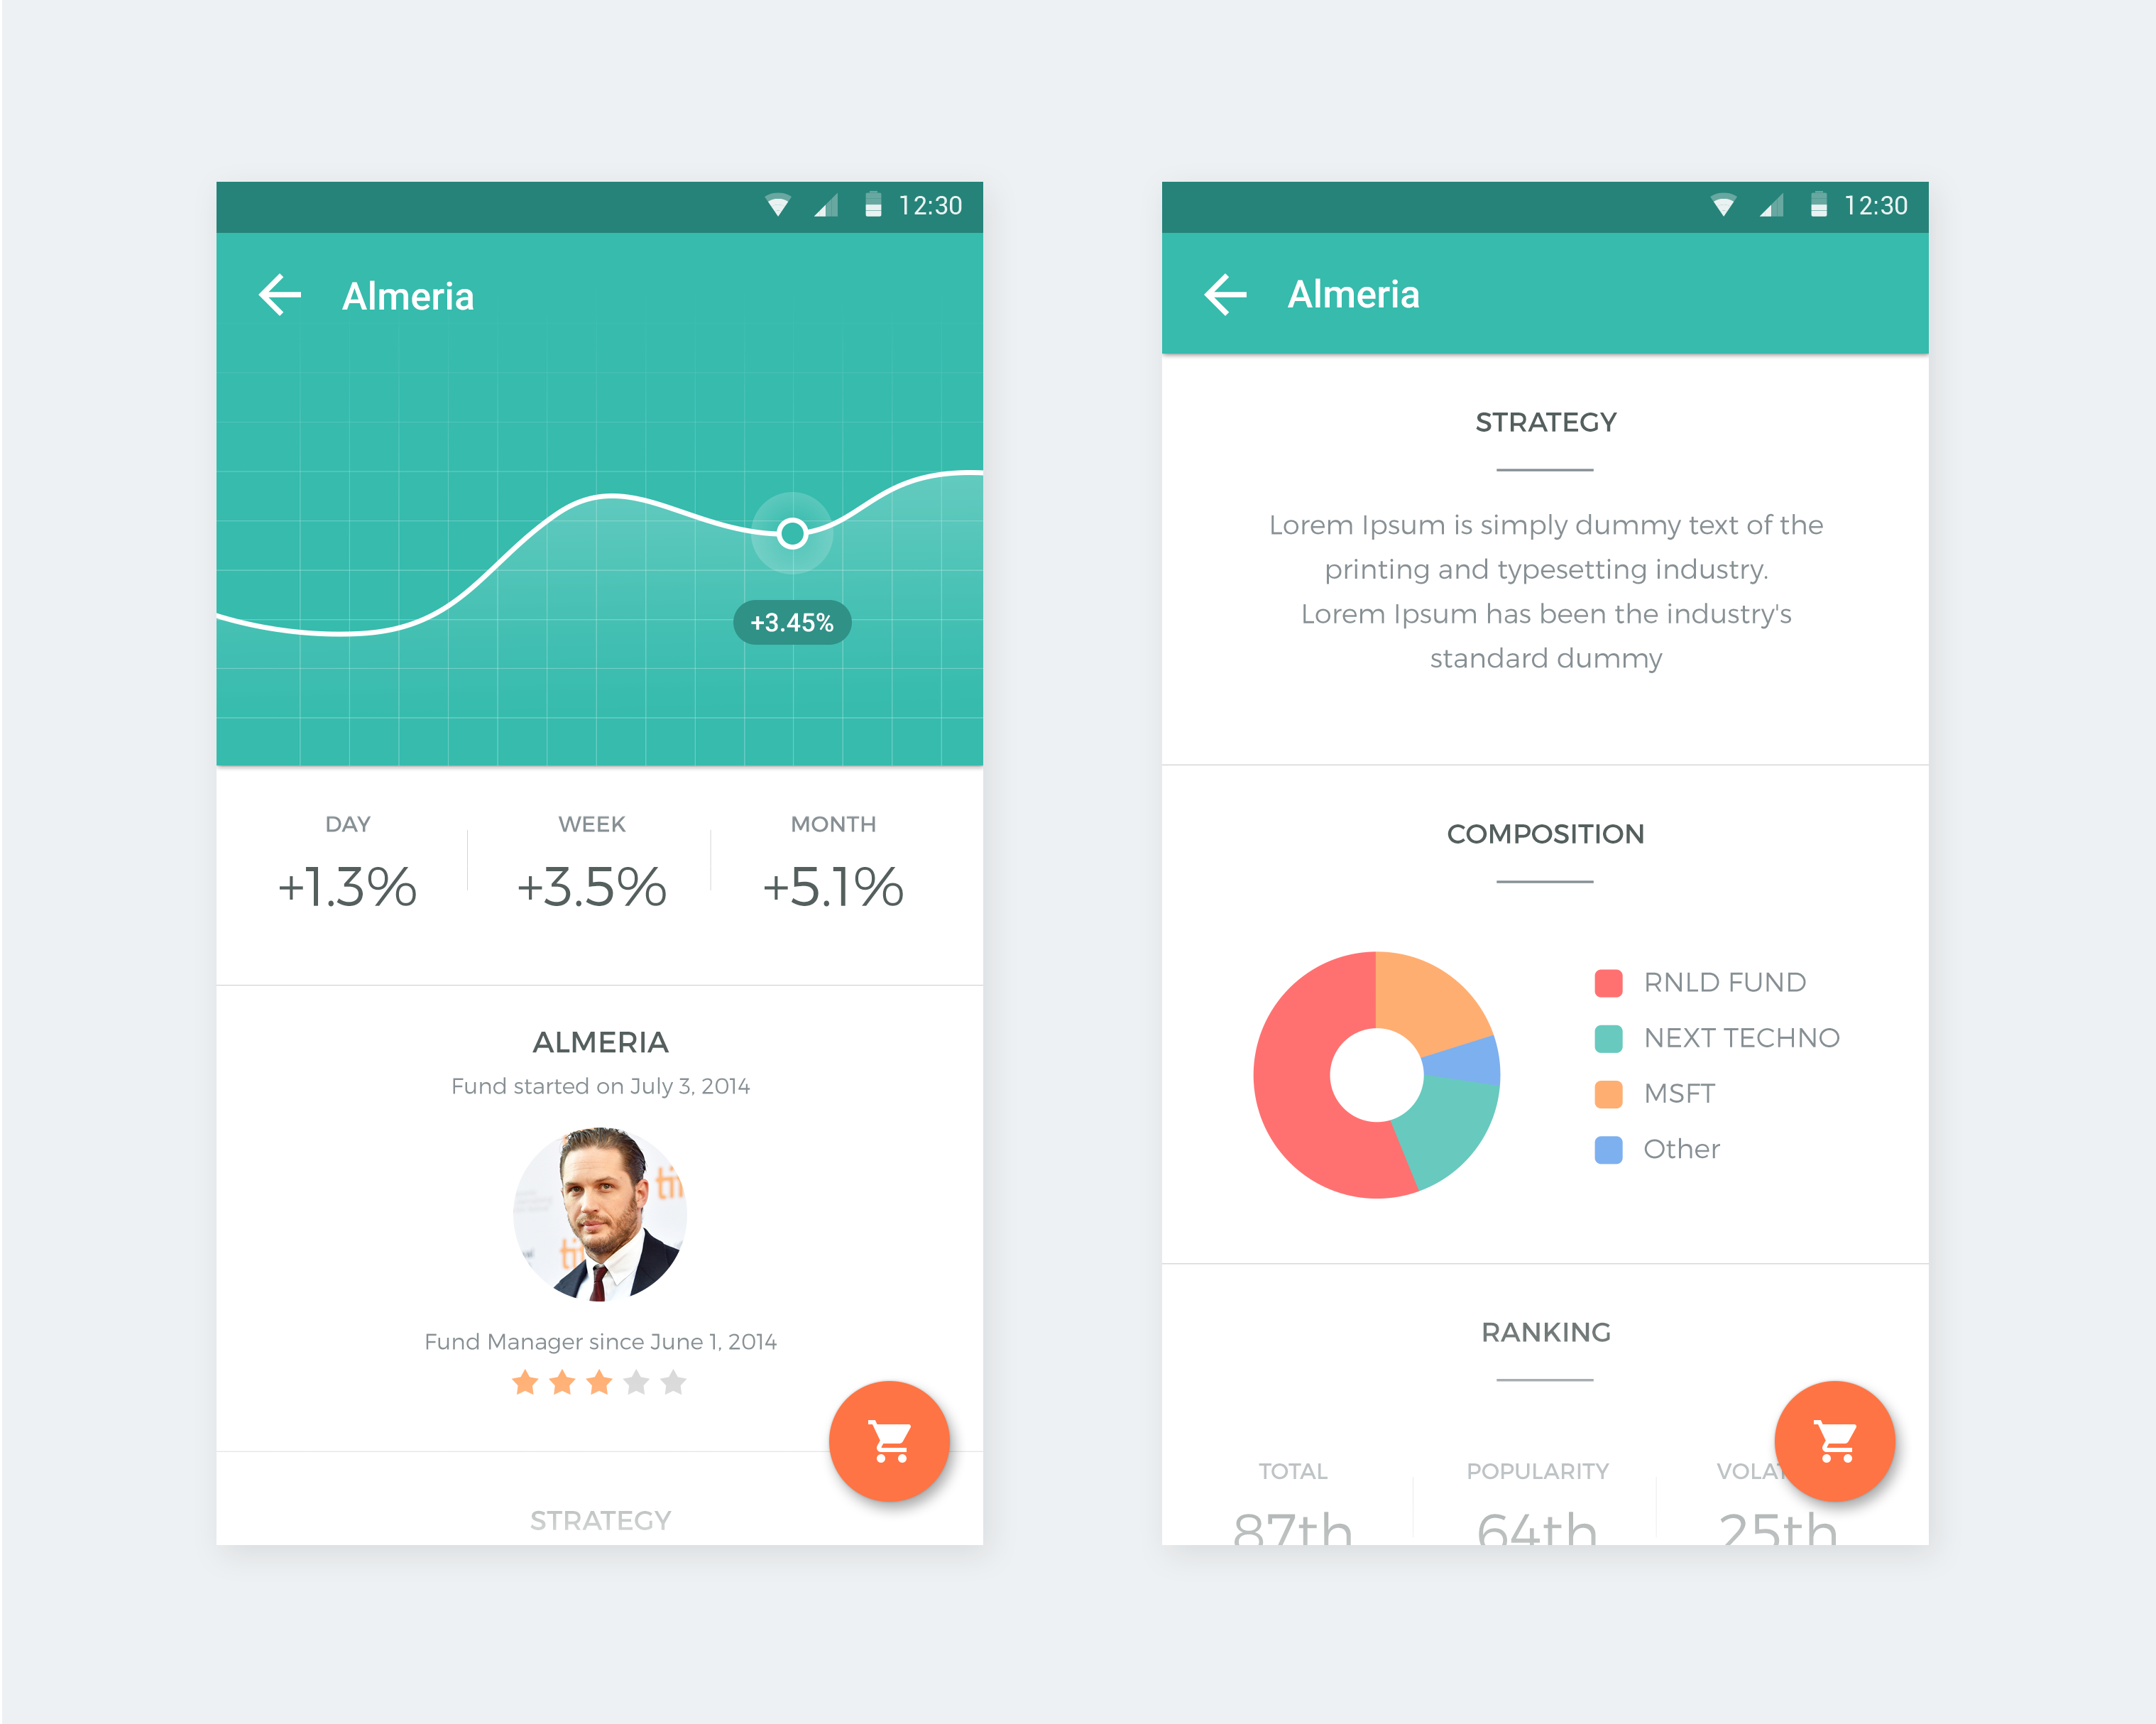 12:30
Almeria
+3.45%
DAY
WEEK
MONTH
+1.3%
+3.5%
+5.1%
ALMERIA
Fund started on July 3, 2014
tif
Fund Manager since June 1, 2014
STRATEGY
12:30
Almeria
STRATEGY
Lorem Ipsum is simply dummy text of the
printing and typesetting industry.
Lorem Ipsum has been the industry's
standard dummy
COMPOSITION
RNLD FUND
NEXT TECHNO
MSFT
Other
RANKING
TOTAL
POPULARITY
87th
64th
25th